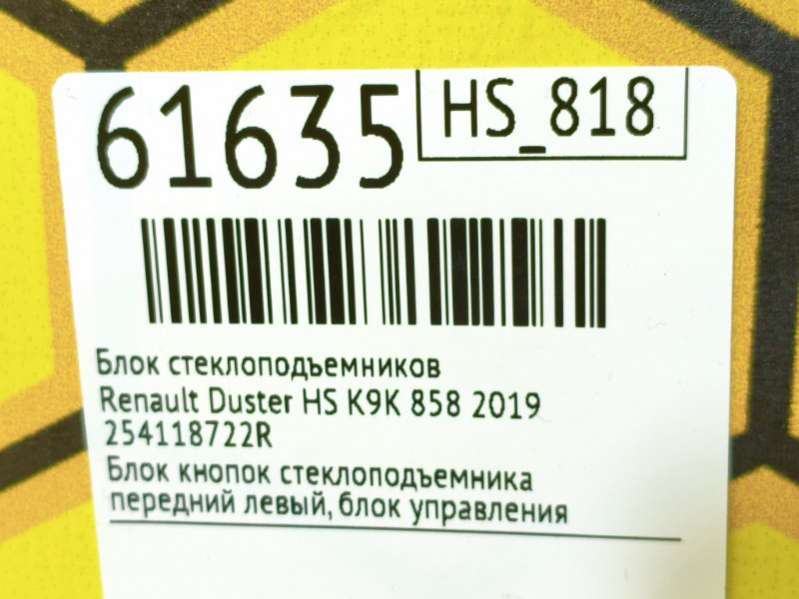 61635
HS_818
Блок стеклоподъемников
Renault Duster HS K9K 858 2019
254118722R
Блок кнопок стеклоподъемника
передний левый, блок управления